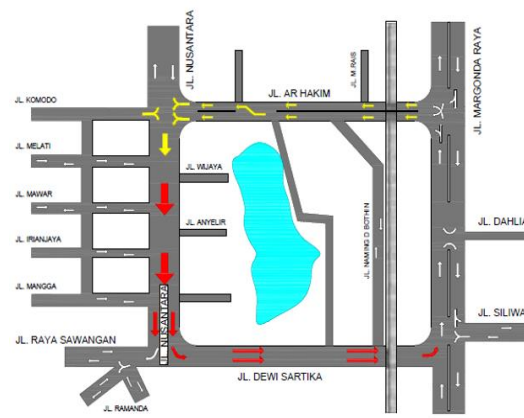 JL. NUSANTARA
JL. M.RAIS
JL. MARGONDA RAYA
JL. AR HAKIM
JL. KOMODO
JL. MELATI
JL. WIJAYA
JL. MAWAR
JL. ANYELIR
JL. DAHLIA
JL. IRIANJAYA
JL. NAMING D BOTHIN
JL. MANGGA
JL. NUSANTARA
JL. SILIWA
JL. RAYA SAWANGAN
JL. DEWI SARTIKA
JL. RAMANDA